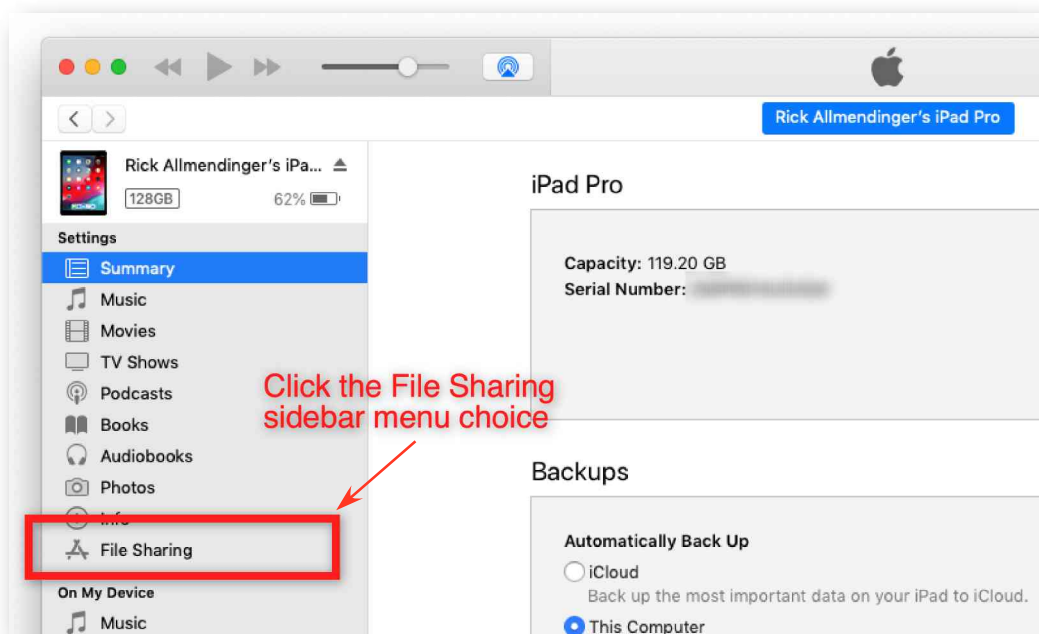 Rick Allmendinger's iPad Pro
Rick Allmendinger's iPa...
128GB
62%
Settings
Summary
Music
Movies
TV Shows
Podcasts
Books
Audiobooks
Photos
Info
File Sharing
On My Device
Music
Click the File Sharing
sidebar menu choice
iPad Pro
Capacity: 119.20 GB
Serial Number:
Backups
Automatically Back Up
iCloud
Back up the most important data on your iPad to iCloud.
This Computer